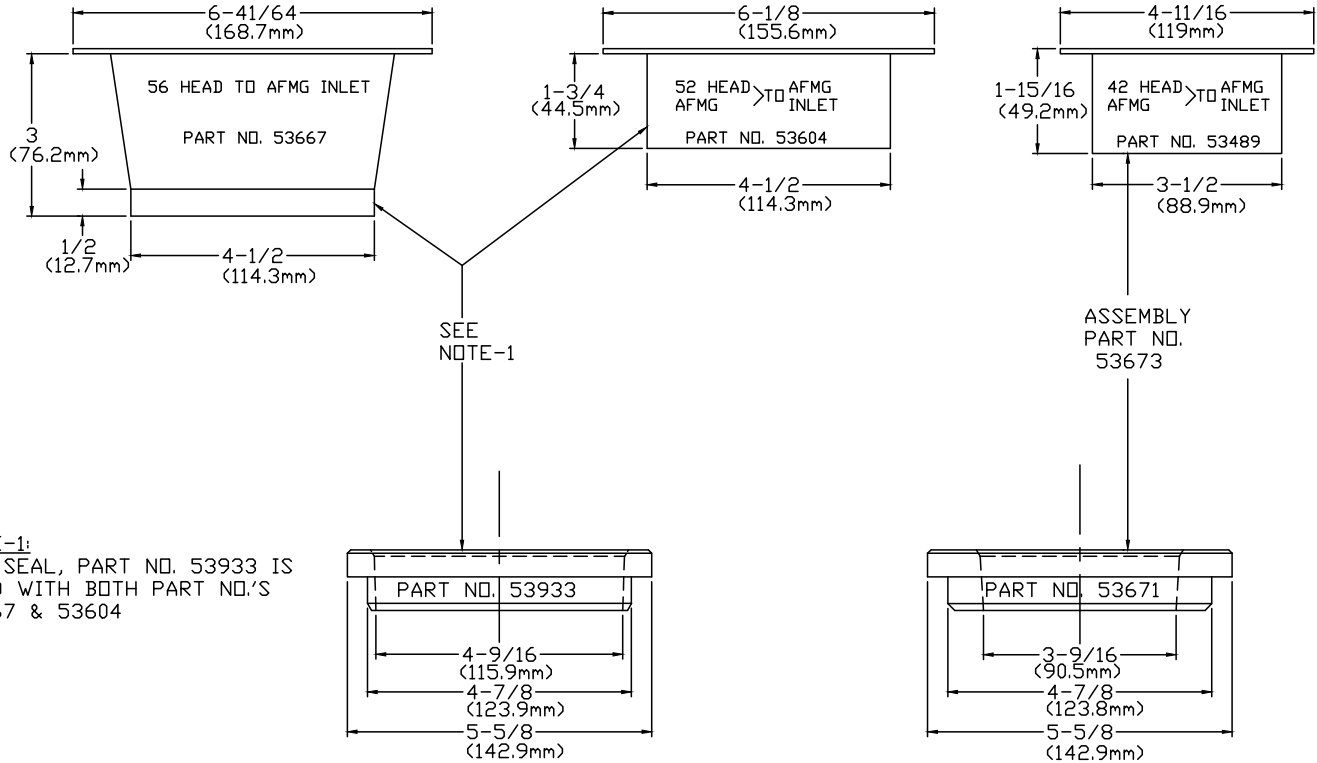 6-41/64
(168.7mm)
56 HEAD TO AFMG INLET
PART NO. 53667
3
(76.2mm)
1/2
(12.7mm)
4-1/2
(114.3mm)
6-1/8
(155.6mm)
1-3/4
(44.5mm)
52 HEAD
AFMG
>TO
AFMG
INLET
PART NO. 53604
4-1/2
(114.3mm)
4-11/16
(119mm)
1-15/16
(49.2mm)
42 HEAD
AFMG
>TO
AFMG
INLET
PART NO. 53489
3-1/2
(88.9mm)
SEE
NOTE-1
ASSEMBLY
PART NO.
53673
E-1:
SEAL, PART NO. 53933 IS
WITH BOTH PART NO.'S
67 & 53604
PART NO. 53933
4-9/16
(115.9mm)
4-7/8
(123.9mm)
5-5/8
(142.9mm)
PART NO. 53671
3-9/16
(90.5mm)
4-7/8
(123.8mm)
5-5/8
(142.9mm)